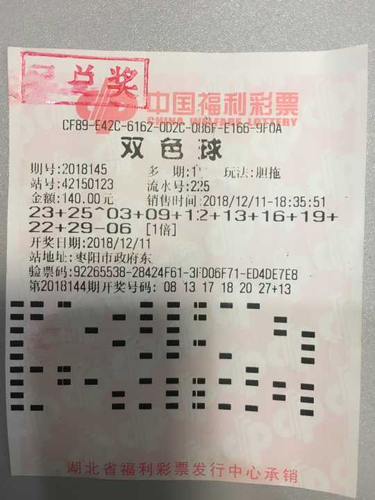 已兑奖
中国福利彩票
CHINA WELFARE LOTTERY
CF89-E42C-6162-0D2C-086F-E166-9F0A
双色球
期号:2018145 多期:1 玩法:胆拖
站号:42150123 流水号:225
金额:140.00元 销售时间:2018/12/11-18:35:51
23+25^03+09+12+13+16+19+
22+29-06 [1倍]
开奖日期:2018/12/11
站地址:枣阳市政府东
验票码:92265538-28424F61-3FD06F71-ED4DE7E8
第2018144期开奖号码:08 13 17 18 20 27+13
湖北省福利彩票发行中心承销